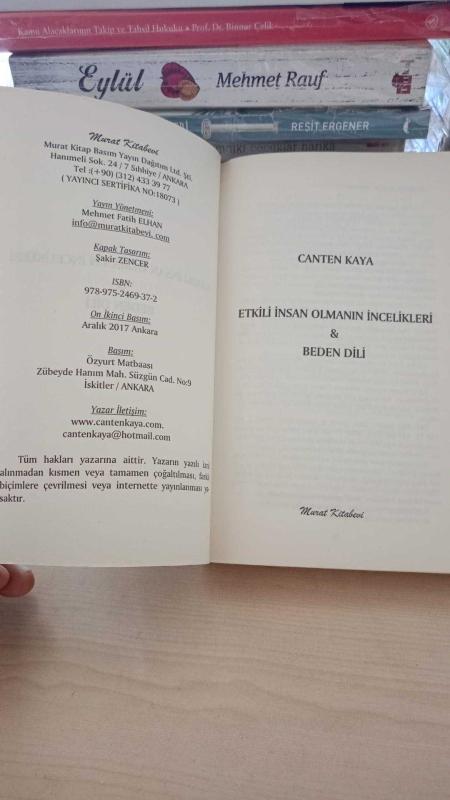 Kamu Alacaklarının Takip ve Tahsil Hukuku • Prof. Dr. Binnur Çelik
Eylül Mehmet Rauf
REŞİT ERGENER
Murat Kitabevi
Murat Kitap Basım Yayın Dağıtım Ltd. Şti.
Hanımeli Sok. 24 / 7 Sıhhiye / ANKARA
Tel :(+90) (312) 433 39 77
( YAYINCI SERTİFİKA NO:18073 )
Yayın Yönetmeni:
Mehmet Fatih ELHAN
info@muratkitabevi.com
Kapak Tasarım:
Şakir ZENCER
ISBN:
978-975-2469-37-2
On İkinci Basım:
Aralık 2017 Ankara
Basım:
Özyurt Matbaası
Zübeyde Hanım Mah. Süzgün Cad. No:9
İskitler / ANKARA
Yazar İletişim:
www.cantenkaya.com.
cantenkaya@hotmail.com
Tüm hakları yazarına aittir. Yazarın yazılı
alınmadan kısmen veya tamamen çoğaltılması,
biçimlere çevrilmesi veya internette yayınlanması ya-
saktır.
CANTEN KAYA
ETKİLİ İNSAN OLMANIN İNCELİKLERİ
&
BEDEN DİLİ
Murat Kitabevi